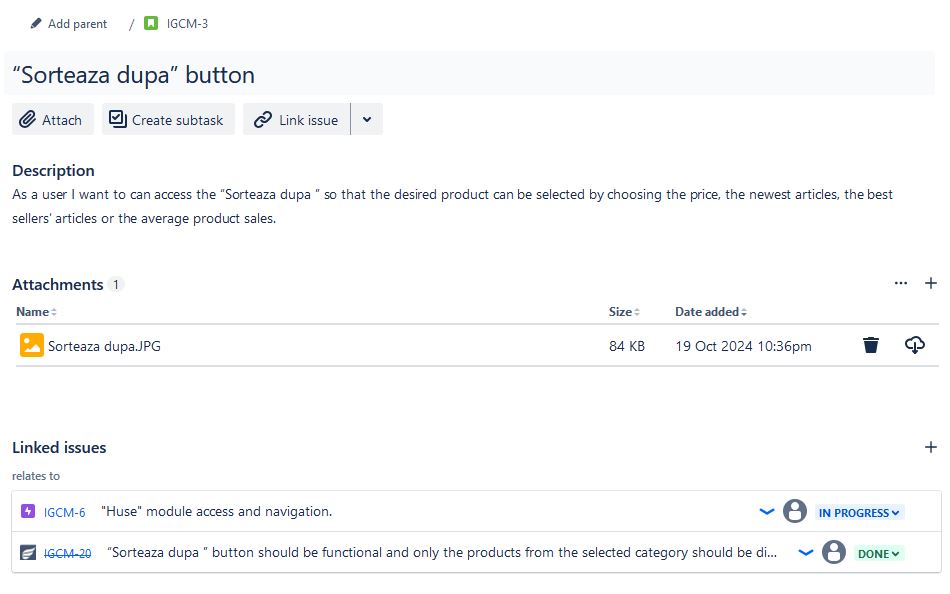 Add parent / IGCM-3
“Sorteaza dupa” button
Attach Create subtask Link issue
Description
As a user I want to can access the “Sorteaza dupa ” so that the desired product can be selected by choosing the price, the newest articles, the best
sellers’ articles or the average product sales.
Attachments 1
Name Size Date added
Sorteaza dupa.JPG 84 KB 19 Oct 2024 10:36pm
Linked issues
relates to
IGCM-6 "Huse" module access and navigation. IN PROGRESS
IGCM-20 “Sorteaza dupa ” button should be functional and only the products from the selected category should be di... DONE